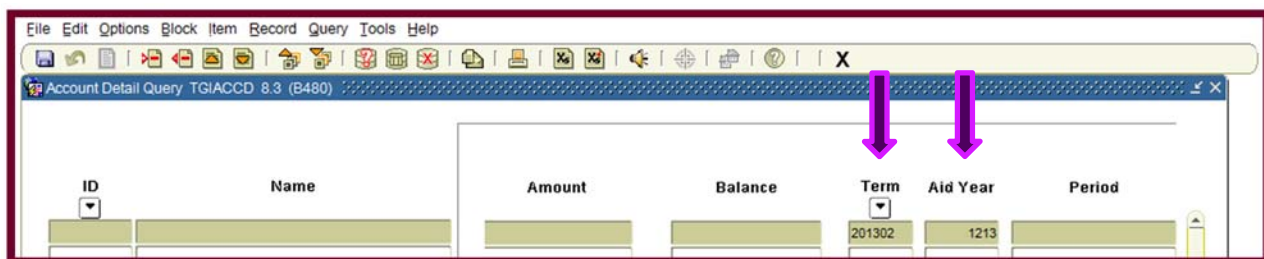 File Edit Options Block Item Record Query Tools Help
X
Account Detail Query TGIACCD 8.3 (B480)
ID Name Amount Balance Term Aid Year Period
201302 1213